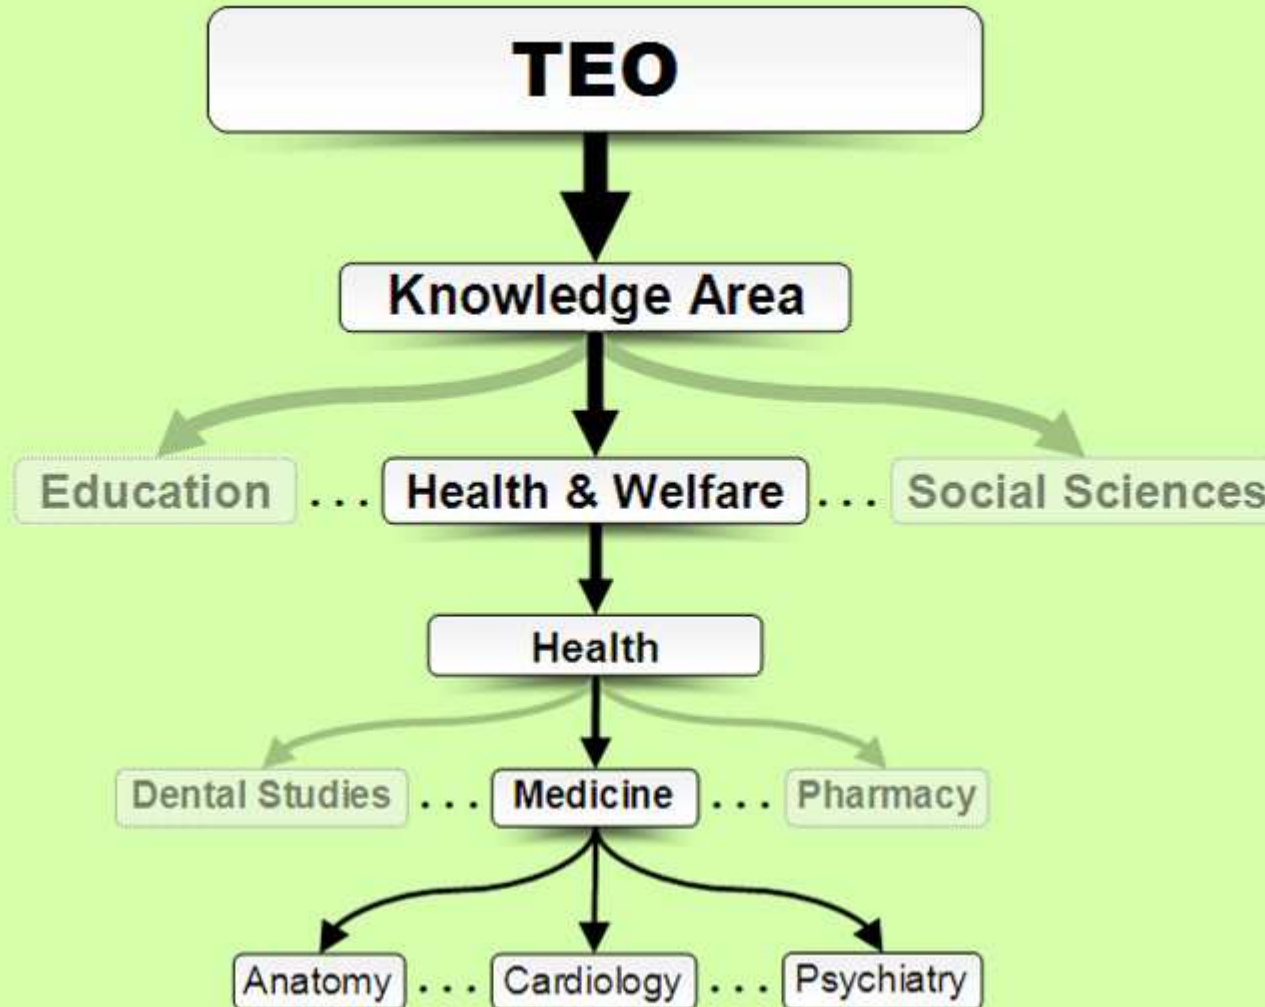 TEO
Knowledge Area
Education ... Health & Welfare ... Social Sciences
Health
Dental Studies ... Medicine ... Pharmacy
Anatomy ... Cardiology ... Psychiatry